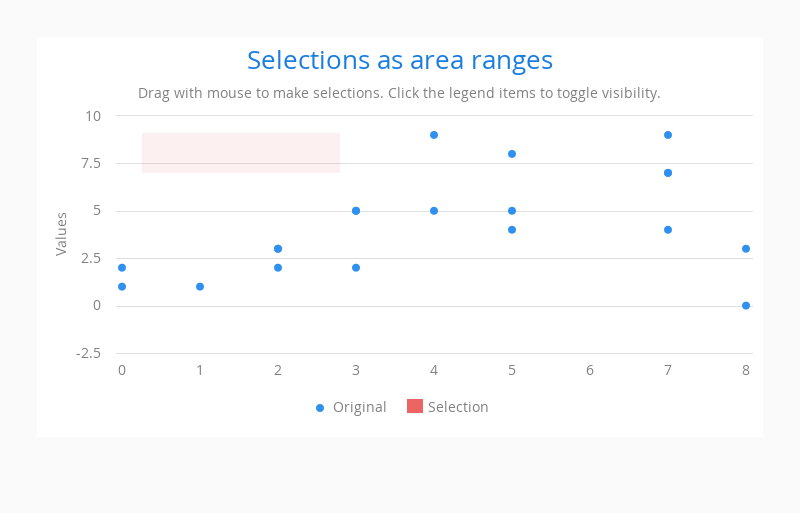 Selections as area ranges
Drag with mouse to make selections. Click the legend items to toggle visibility.
Values
10
7.5
5
2.5
0
-2.5
0 1 2 3 4 5 6 7 8
Original Selection